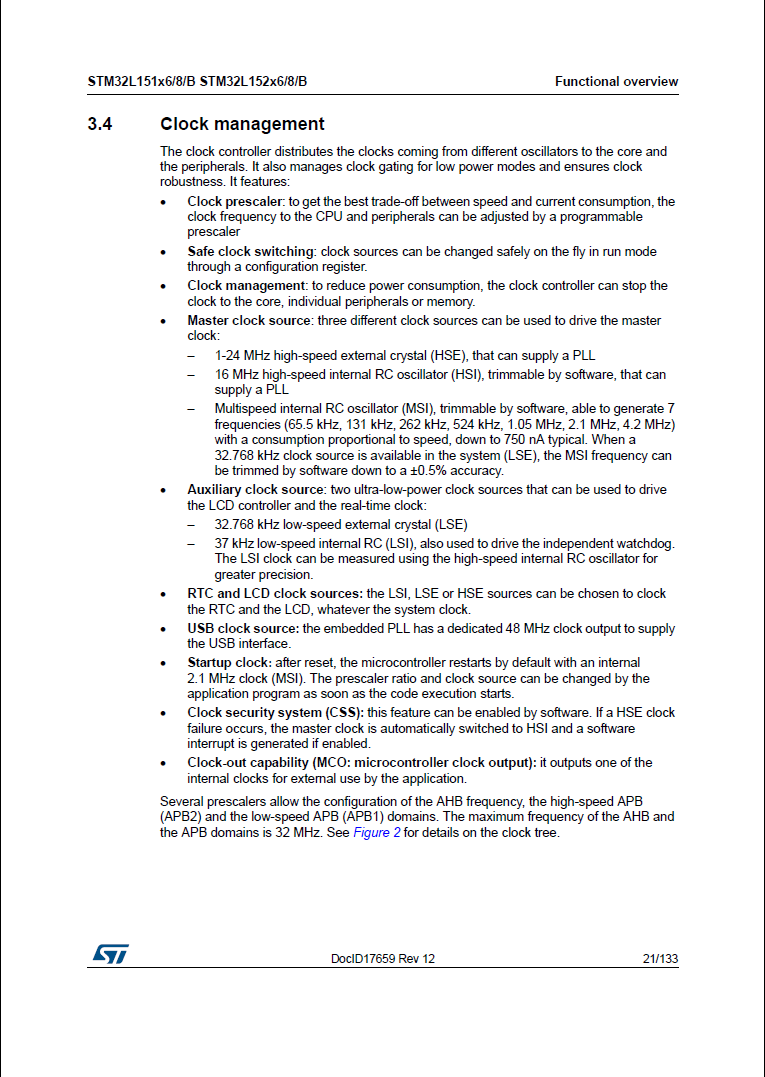 STM32L151x6/8/B STM32L152x6/8/B Functional overview
3.4 Clock management
The clock controller distributes the clocks coming from different oscillators to the core and
the peripherals. It also manages clock gating for low power modes and ensures clock
robustness. It features:
• Clock prescaler: to get the best trade-off between speed and current consumption, the
clock frequency to the CPU and peripherals can be adjusted by a programmable
prescaler
• Safe clock switching: clock sources can be changed safely on the fly in run mode
through a configuration register.
• Clock management: to reduce power consumption, the clock controller can stop the
clock to the core, individual peripherals or memory.
• Master clock source: three different clock sources can be used to drive the master
clock:
– 1-24 MHz high-speed external crystal (HSE), that can supply a PLL
– 16 MHz high-speed internal RC oscillator (HSI), trimmable by software, that can
supply a PLL
– Multispeed internal RC oscillator (MSI), trimmable by software, able to generate 7
frequencies (65.5 kHz, 131 kHz, 262 kHz, 524 kHz, 1.05 MHz, 2.1 MHz, 4.2 MHz)
with a consumption proportional to speed, down to 750 nA typical. When a
32.768 kHz clock source is available in the system (LSE), the MSI frequency can
be trimmed by software down to a ±0.5% accuracy.
• Auxiliary clock source: two ultra-low-power clock sources that can be used to drive
the LCD controller and the real-time clock:
– 32.768 kHz low-speed external crystal (LSE)
– 37 kHz low-speed internal RC (LSI), also used to drive the independent watchdog.
The LSI clock can be measured using the high-speed internal RC oscillator for
greater precision.
• RTC and LCD clock sources: the LSI, LSE or HSE sources can be chosen to clock
the RTC and the LCD, whatever the system clock.
• USB clock source: the embedded PLL has a dedicated 48 MHz clock output to supply
the USB interface.
• Startup clock: after reset, the microcontroller restarts by default with an internal
2.1 MHz clock (MSI). The prescaler ratio and clock source can be changed by the
application program as soon as the code execution starts.
• Clock security system (CSS): this feature can be enabled by software. If a HSE clock
failure occurs, the master clock is automatically switched to HSI and a software
interrupt is generated if enabled.
• Clock-out capability (MCO: microcontroller clock output): it outputs one of the
internal clocks for external use by the application.
Several prescalers allow the configuration of the AHB frequency, the high-speed APB
(APB2) and the low-speed APB (APB1) domains. The maximum frequency of the AHB and
the APB domains is 32 MHz. See Figure 2 for details on the clock tree.
ST DocID17659 Rev 12 21/133